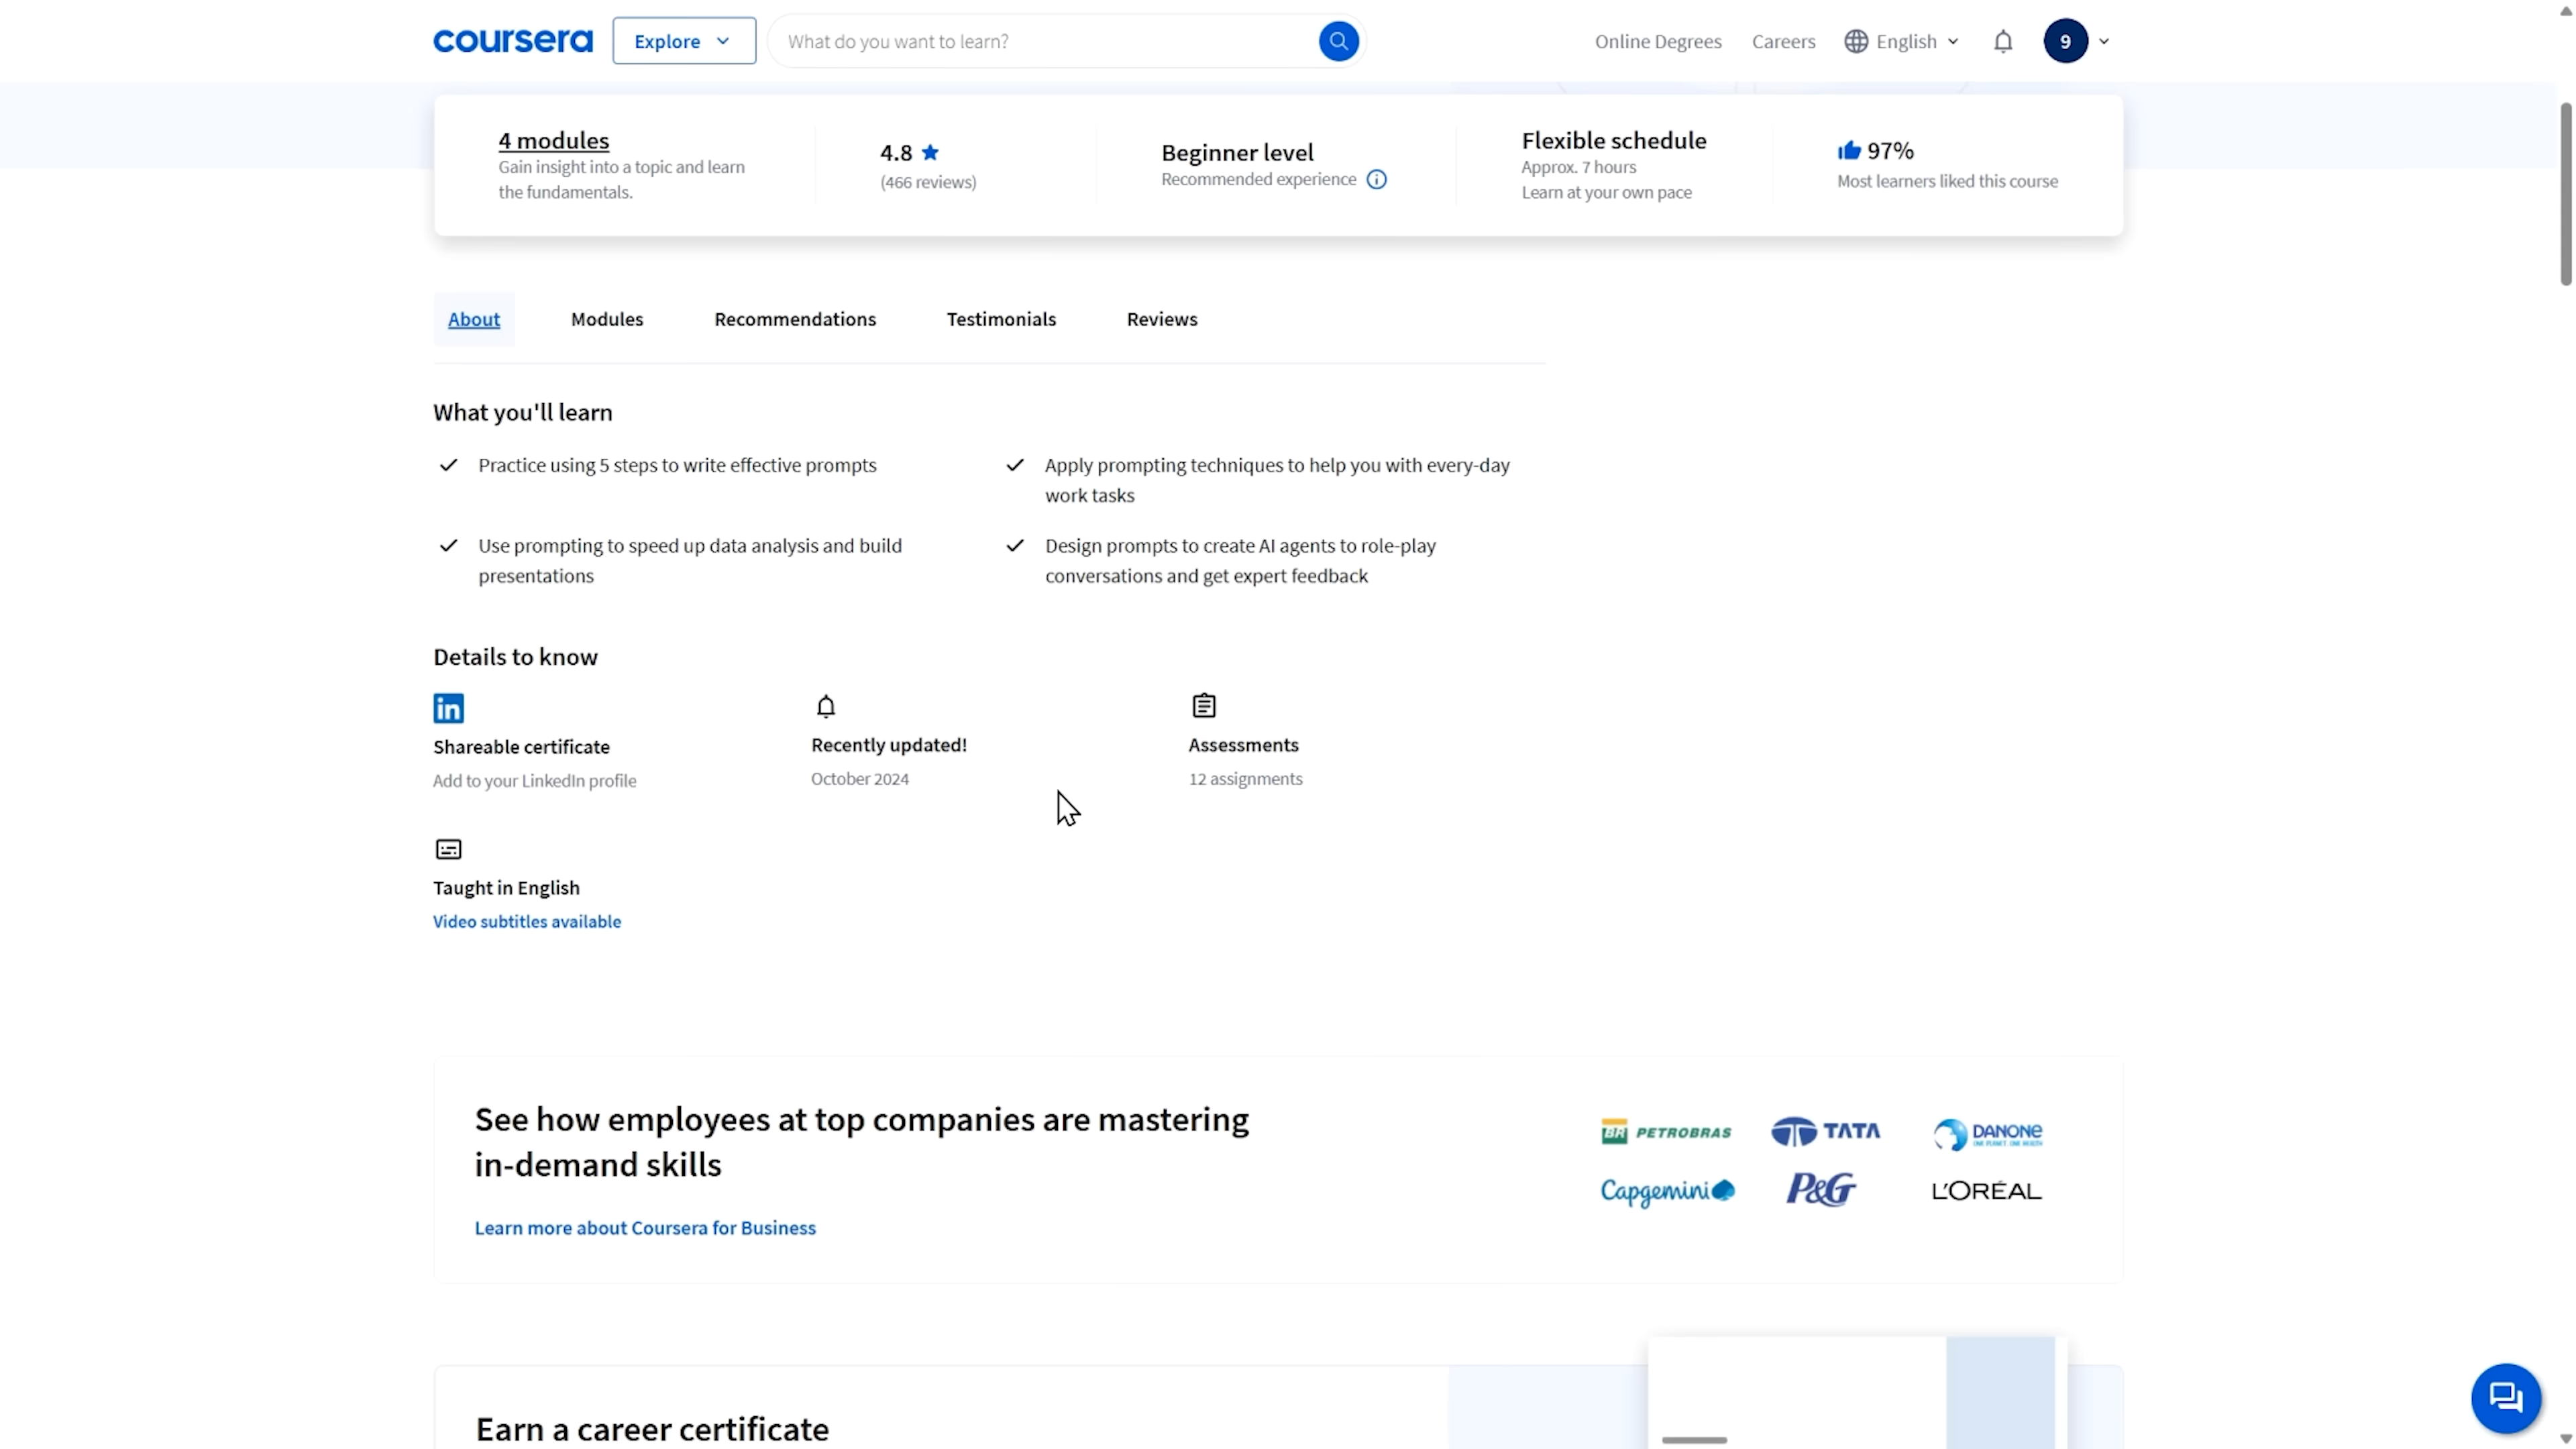 coursera
Explore
What do you want to learn?
Online Degrees
Careers
English
9
4 modules
Gain insight into a topic and learn
the fundamentals.
4.8
(466 reviews)
Beginner level
Recommended experience
Flexible schedule
Approx. 7 hours
Learn at your own pace
97%
Most learners liked this course
About
Modules
Recommendations
Testimonials
Reviews
What you'll learn
Practice using 5 steps to write effective prompts
Apply prompting techniques to help you with every-day
work tasks
Use prompting to speed up data analysis and build
presentations
Design prompts to create AI agents to role-play
conversations and get expert feedback
Details to know
in
Shareable certificate
Add to your LinkedIn profile
Recently updated!
October 2024
Assessments
12 assignments
Taught in English
Video subtitles available
See how employees at top companies are mastering
in-demand skills
Learn more about Coursera for Business
BR PETROBRAS
TATA
DANONE
ONE PLANET. ONE HEALTH
Capgemini
P&G
L'ORÉAL
Earn a career certificate